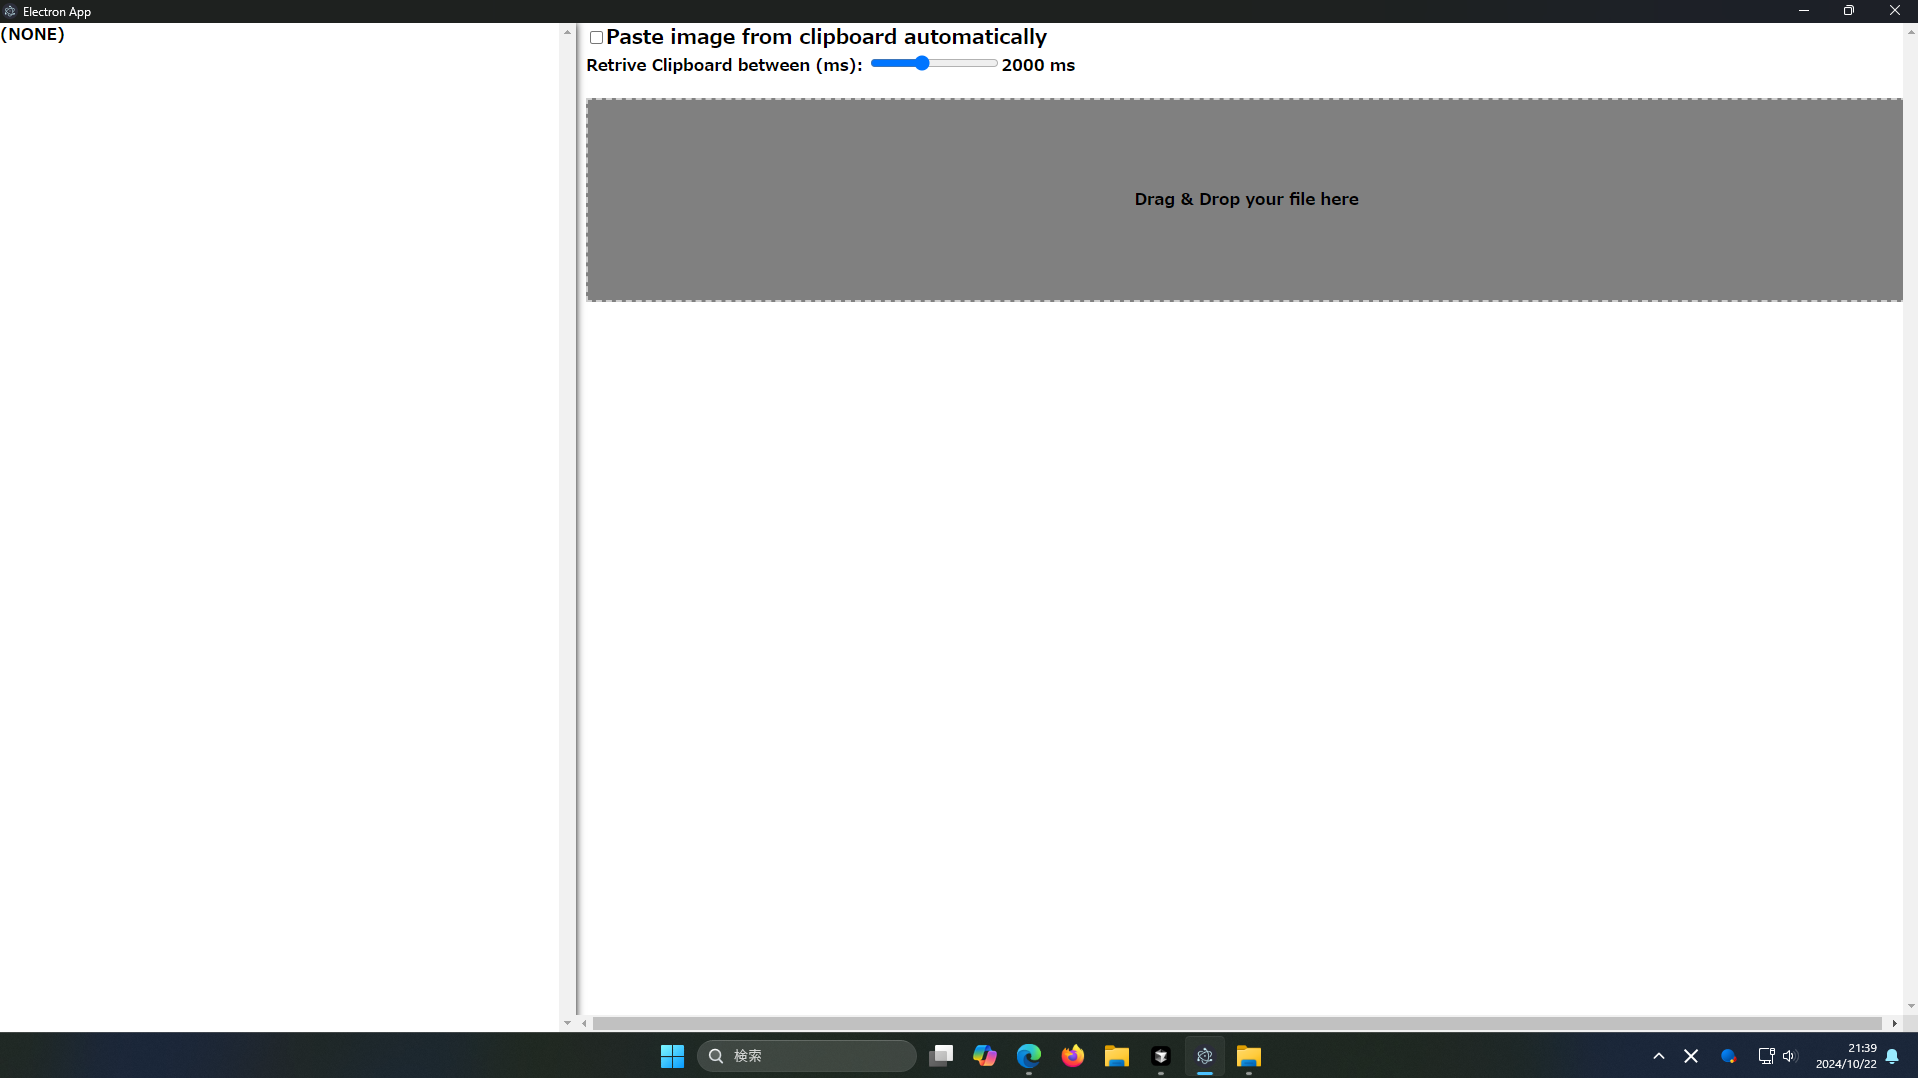 Electron App
(NONE)
Paste image from clipboard automatically
Retrive Clipboard between (ms): 2000 ms
Drag & Drop your file here
検索
21:39
2024/10/22